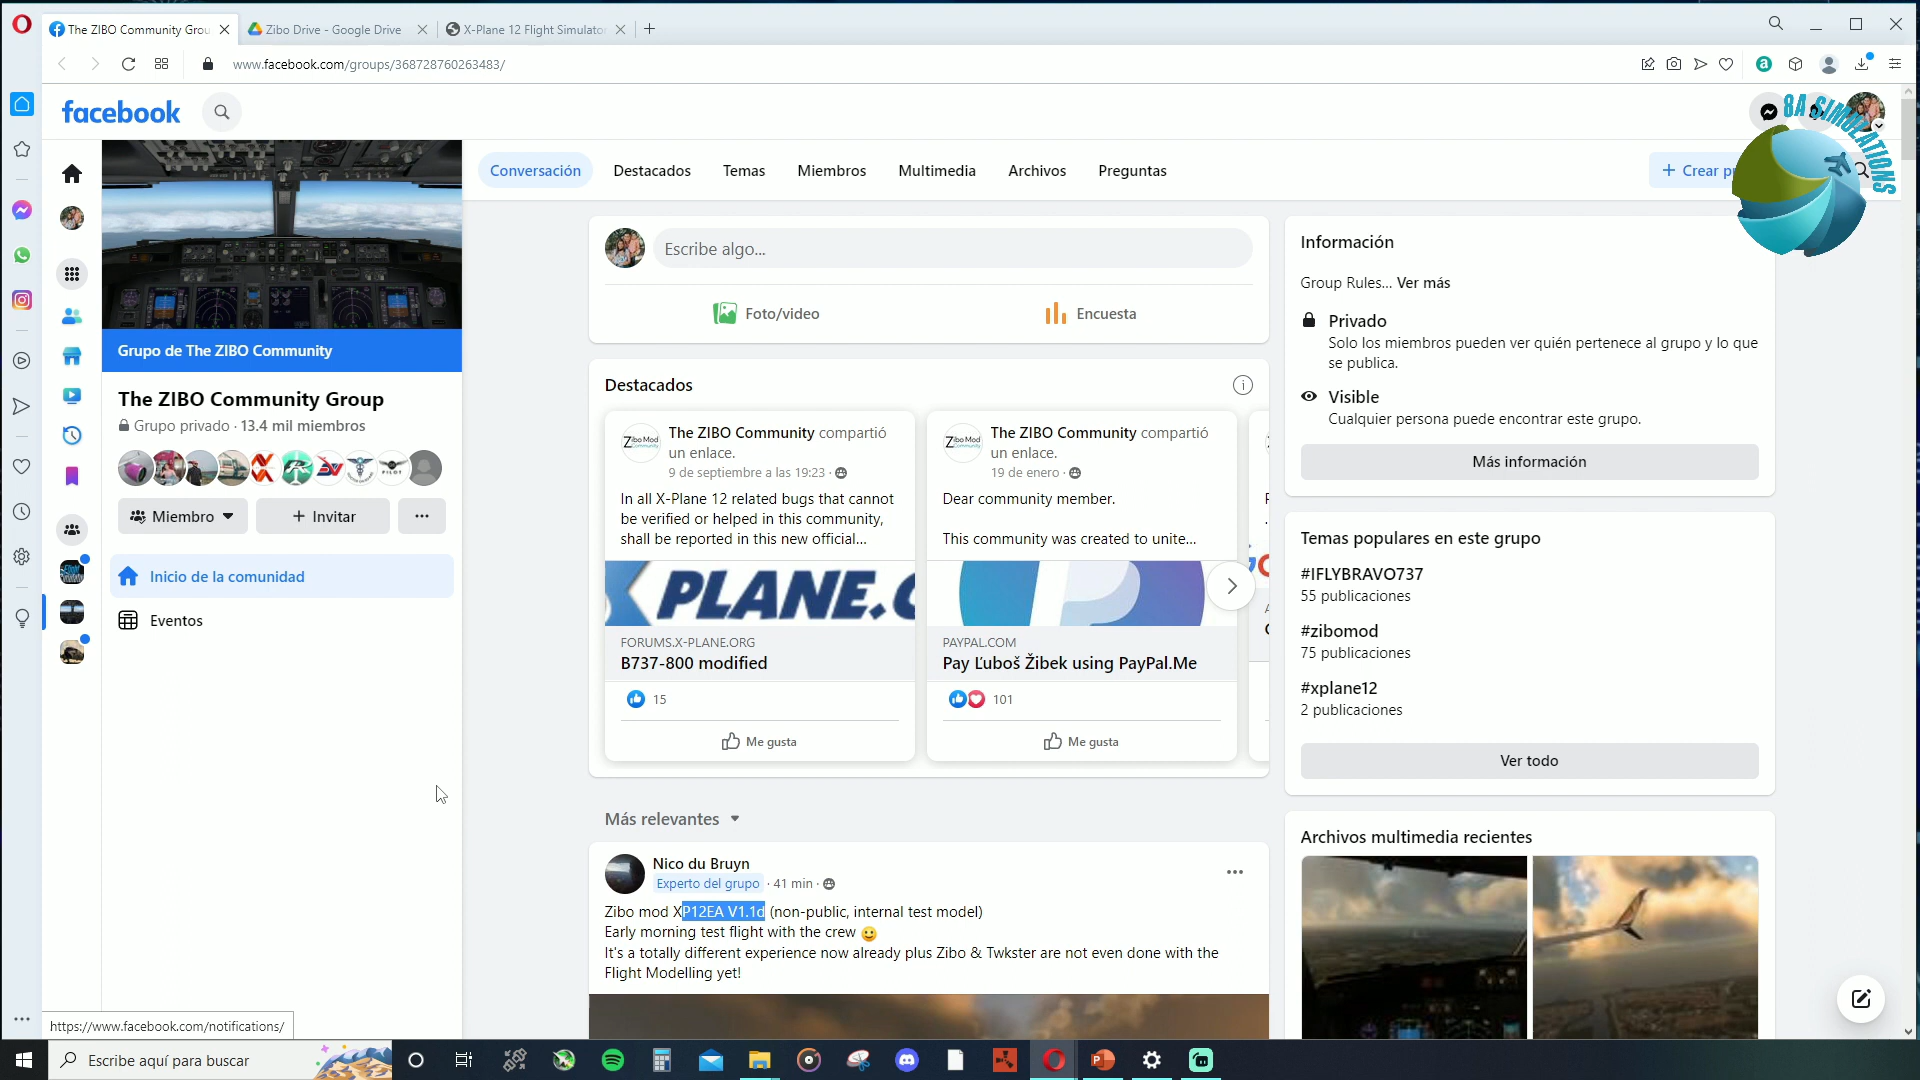 The ZIBO Community Grou
Zibo Drive - Google Drive
X-Plane 12 Flight Simulato
www.facebook.com/groups/368728760263483/
facebook
8A SIMULATIONS
Conversación
Destacados
Temas
Miembros
Multimedia
Archivos
Preguntas
+ Crear p
Grupo de The ZIBO Community
The ZIBO Community Group
Grupo privado · 13.4 mil miembros
Miembro
+ Invitar
Inicio de la comunidad
Eventos
Escribe algo...
Foto/video
Encuesta
Destacados
Zibo Mod
Community
The ZIBO Community compartió
un enlace.
9 de septiembre a las 19:23 ·
In all X-Plane 12 related bugs that cannot
be verified or helped in this community,
shall be reported in this new official...
PLANE.
FORUMS.X-PLANE.ORG
B737-800 modified
15
Me gusta
Zibo Mod
Community
The ZIBO Community compartió
un enlace.
19 de enero ·
Dear community member.
This community was created to unite...
PAYPAL.COM
Pay Ľuboš Žibek using PayPal.Me
101
Me gusta
Más relevantes
Nico du Bruyn
Experto del grupo · 41 min ·
Zibo mod XP12EA V1.1d (non-public, internal test model)
Early morning test flight with the crew 🙂
It's a totally different experience now already plus Zibo & Twkster are not even done with the
Flight Modelling yet!
Información
Group Rules... Ver más
Privado
Solo los miembros pueden ver quién pertenece al grupo y lo que
se publica.
Visible
Cualquier persona puede encontrar este grupo.
Más información
Temas populares en este grupo
#IFLYBRAVO737
55 publicaciones
#zibomod
75 publicaciones
#xplane12
2 publicaciones
Ver todo
Archivos multimedia recientes
https://www.facebook.com/notifications/
Escribe aquí para buscar